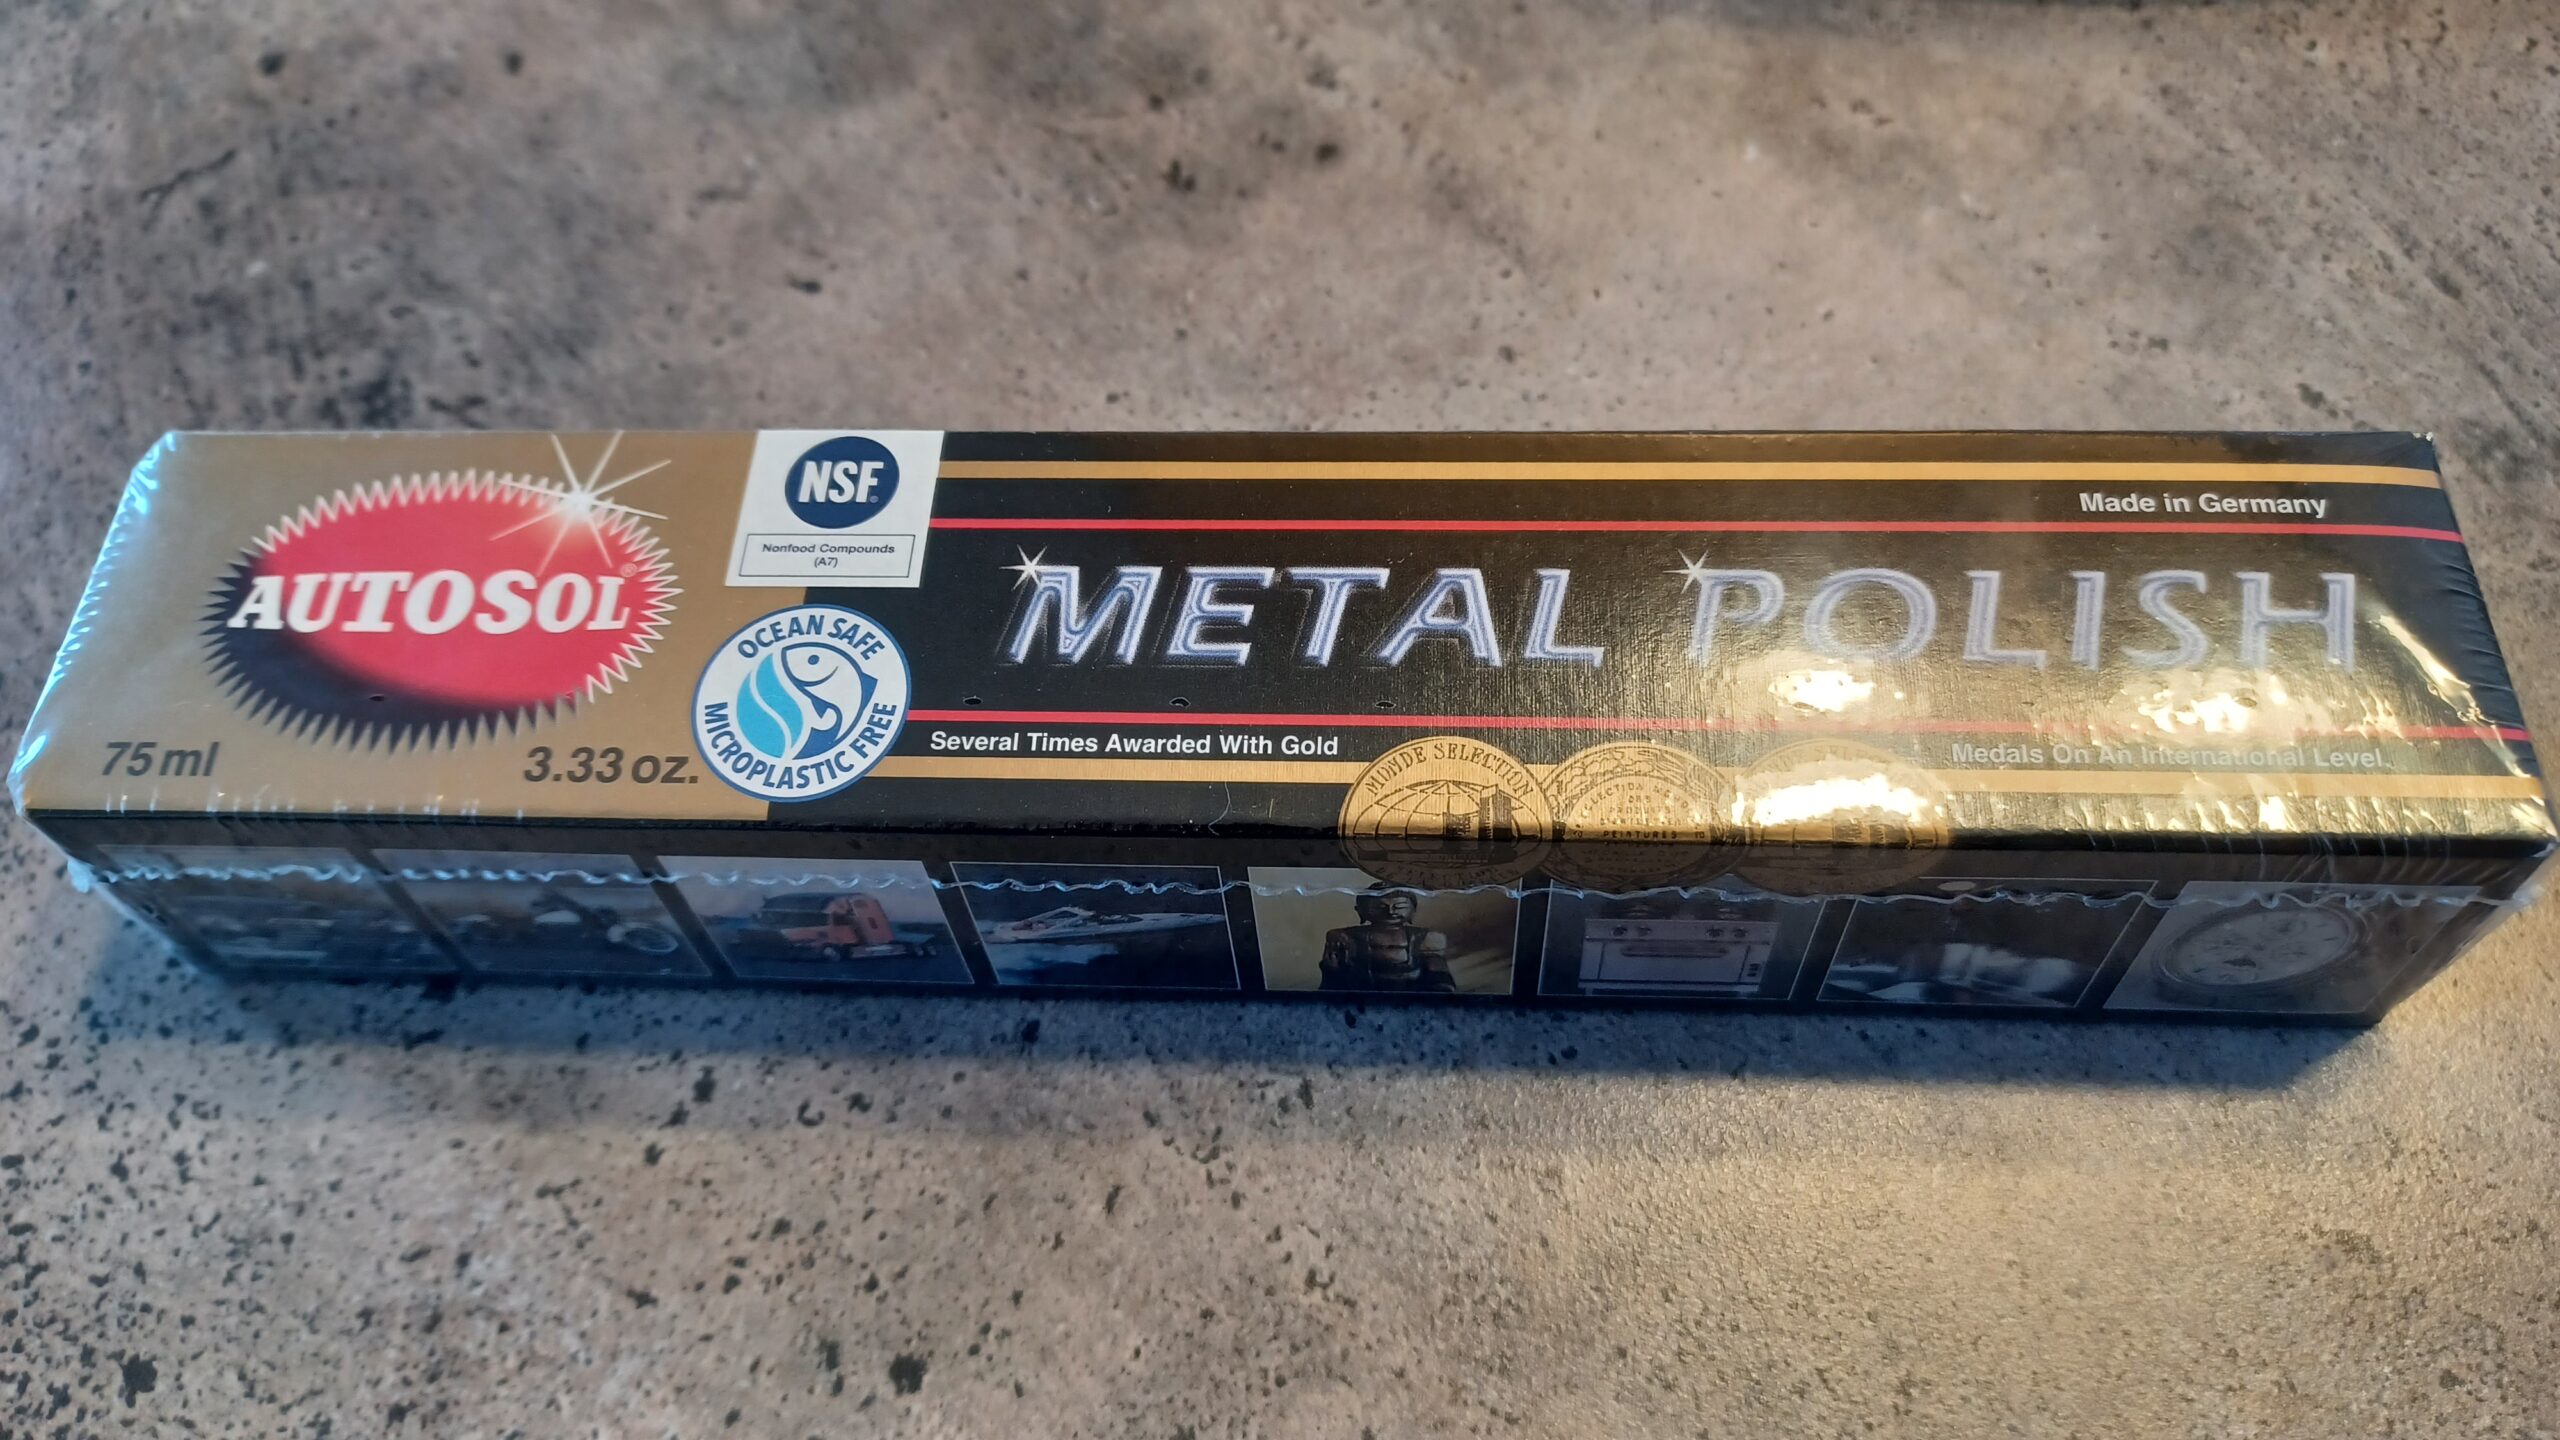 AUTOSOL®
75 ml
3.33 oz.
NSF®
Nonfood Compounds
(A7)
OCEAN SAFE
MICROPLASTIC FREE
Made in Germany
METAL POLISH
Several Times Awarded With Gold
Medals On An International Level.
MONDE SELECTION
PEINTURES